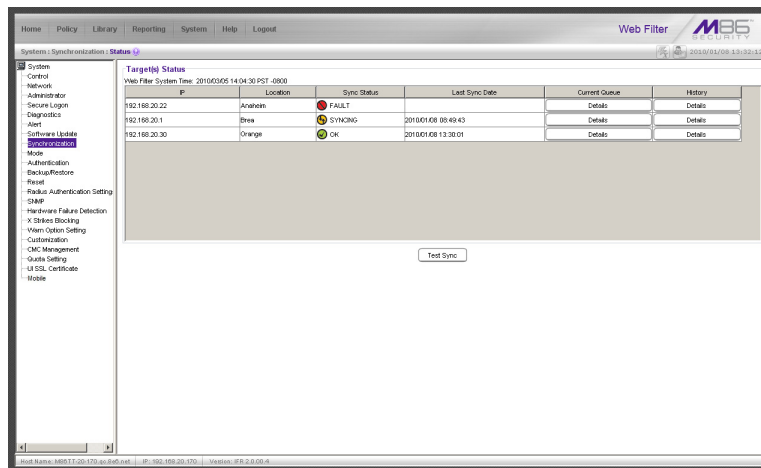 Home Policy Library Reporting System Help Logout Web Filter M86 SECURITY
System : Synchronization : Status 2010/01/08 13:32:12
System
Control
Network
Administrator
Secure Logon
Diagnostics
Alert
Software Update
Synchronization
Mode
Authentication
Backup/Restore
Reset
Radius Authentication Setting
SNMP
Hardware Failure Detection
X Strikes Blocking
Warn Option Setting
Customization
CMC Management
Quota Setting
UI SSL Certificate
Mobile
Target(s) Status
Web Filter System Time: 2010/03/05 14:04:30 PST -0800
IP Location Sync Status Last Sync Date Current Queue History
192.168.20.22 Anaheim FAULT Details Details
192.168.20.1 Brea SYNCING 2010/01/08 08:49:43 Details Details
192.168.20.30 Orange OK 2010/01/08 13:30:01 Details Details
Test Sync
Host Name: M86TT-20-170.qc.8e6.net IP: 192.168.20.170 Version: IFR 2.0.00.4